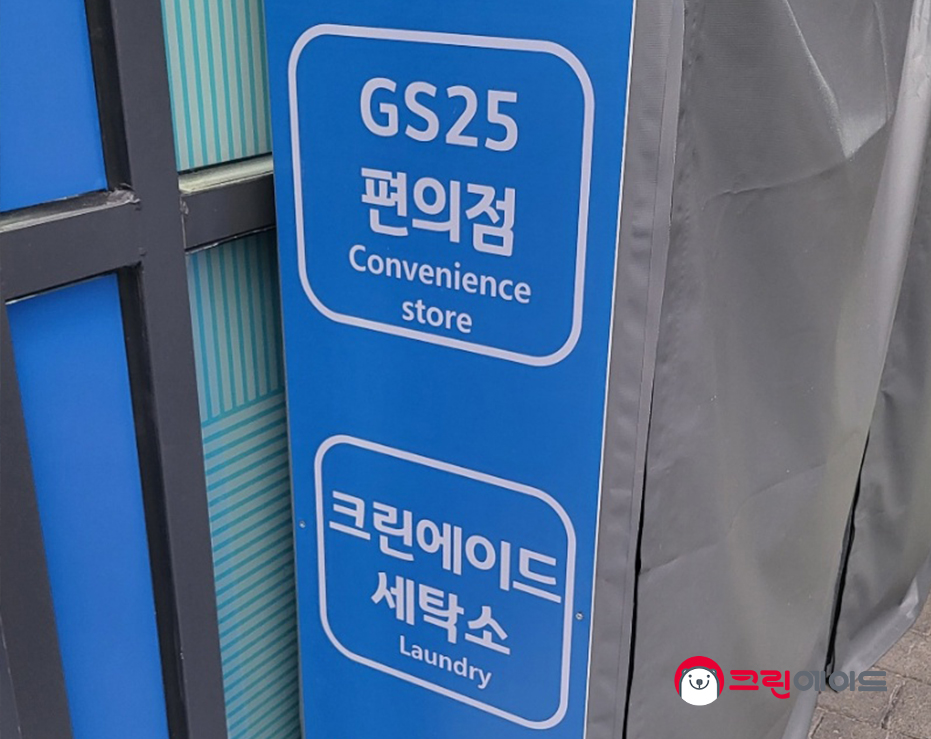 GS25
편의점
Convenience
store
크린에이드
세탁소
Laundry
크린에이드